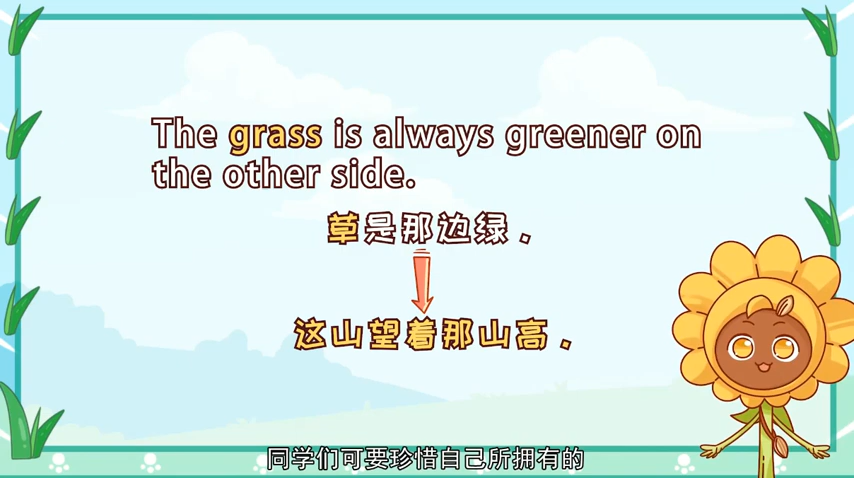 The grass is always greener on
the other side.
草是那边绿．
这山望着那山高．
同学们可要珍惜自己所拥有的